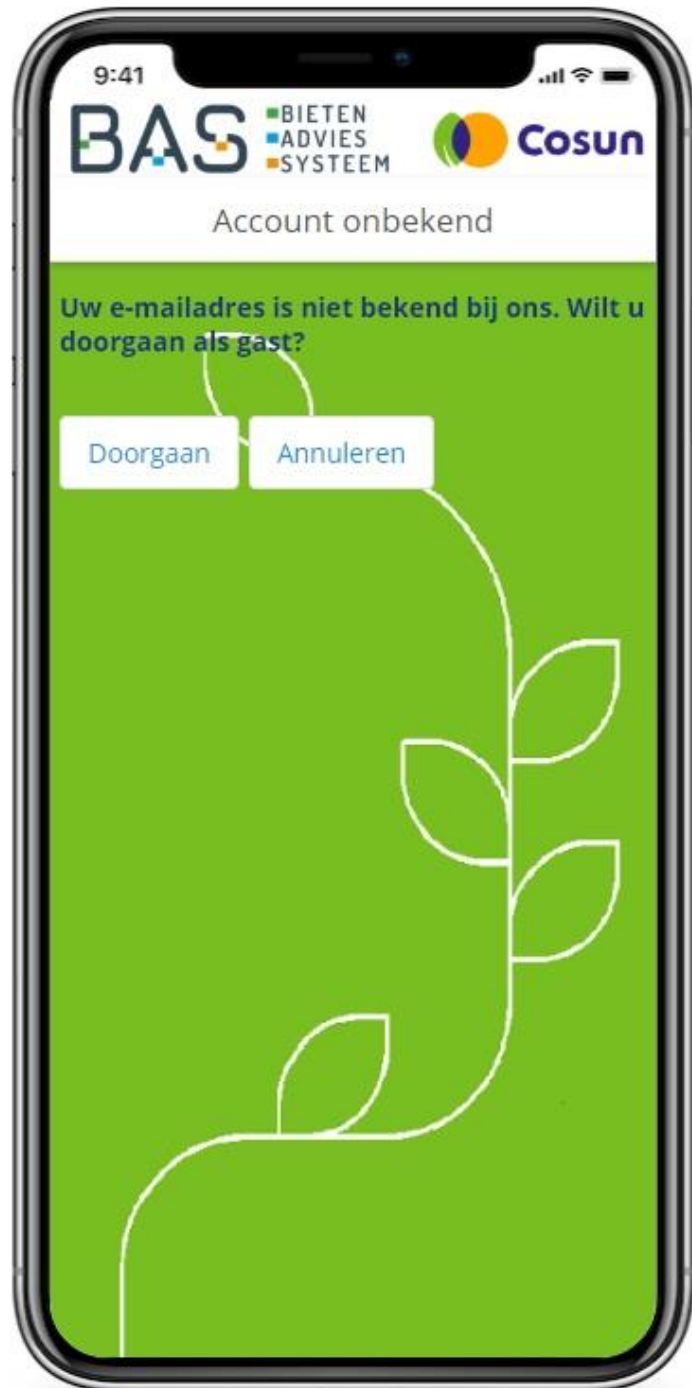 9:41
BAS
BIETEN
ADVIES
SYSTEEM
Cosun
Account onbekend
Uw e-mailadres is niet bekend bij ons. Wilt u
doorgaan als gast?
Doorgaan Annuleren